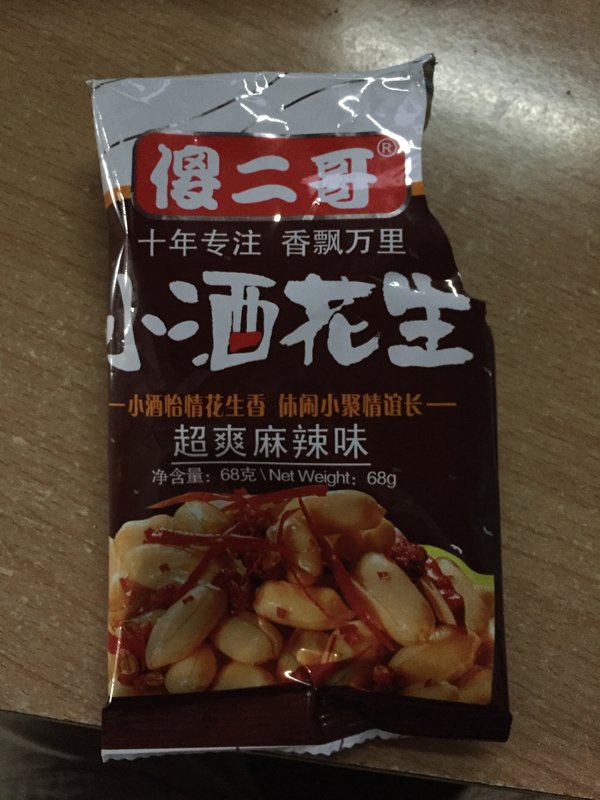 傻二哥®
十年专注 香飘万里
小酒花生
小酒怡情花生香 休闲小聚情谊长
超爽麻辣味
净含量：68克\Net Weight：68g